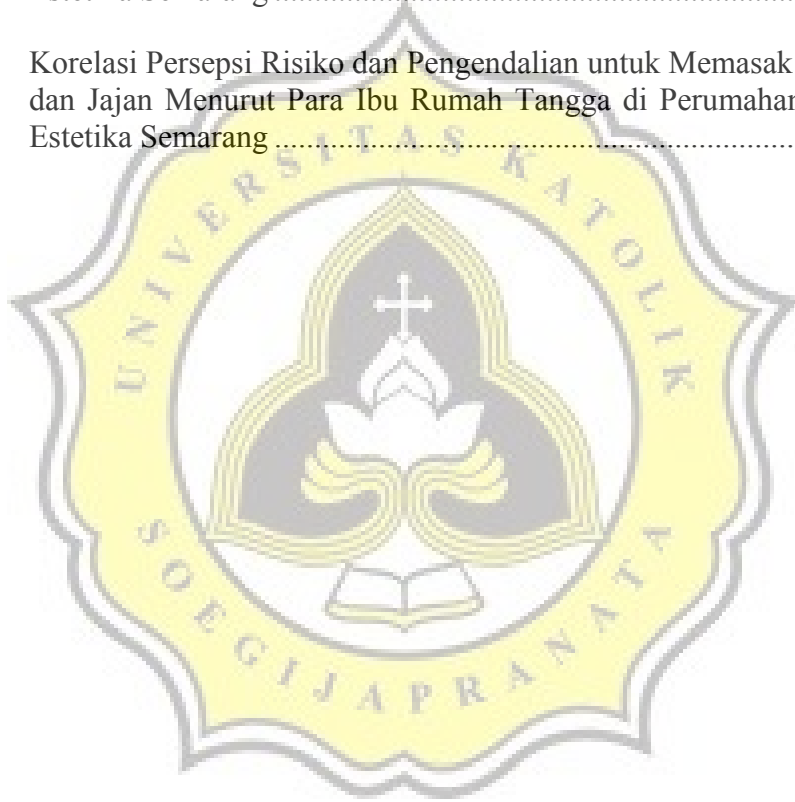 Korelasi Persepsi Risiko dan Pengendalian untuk Memasak
dan Jajan Menurut Para Ibu Rumah Tangga di Perumahan
Estetika Semarang ..........................................................................
UNIVERSITAS KATOLIK
SOEGIJAPRANATA